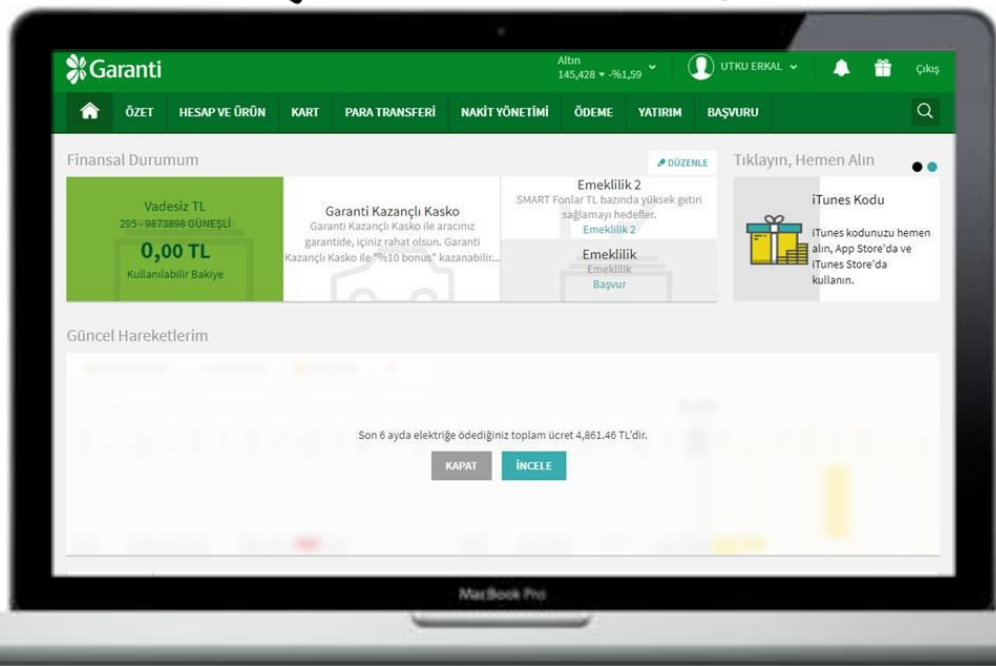 Garanti
Altın
145,428 ▾ -%1,59
UTKU ERKAL
Çıkış
ÖZET
HESAP VE ÜRÜN
KART
PARA TRANSFERİ
NAKİT YÖNETİMİ
ÖDEME
YATIRIM
BAŞVURU
Finansal Durumum
DÜZENLE
Vadesiz TL
295 - 9873898 GÜNEŞLİ
0,00 TL
Kullanılabilir Bakiye
Garanti Kazançlı Kasko
Garanti Kazançlı Kasko ile aracınız
garantide, içiniz rahat olsun. Garanti
Kazançlı Kasko ile "%10 bonus" kazanabilir...
Emeklilik 2
SMART Fonlar TL bazında yüksek getiri
sağlamayı hedefler.
Emeklilik 2
Emeklilik
Emeklilik
Başvur
Tıklayın, Hemen Alın
iTunes Kodu
iTunes kodunuzu hemen
alın, App Store'da ve
iTunes Store'da
kullanın.
Güncel Hareketlerim
Son 6 ayda elektriğe ödediğiniz toplam ücret 4,861.46 TL'dir.
KAPAT
İNCELE
MacBook Pro